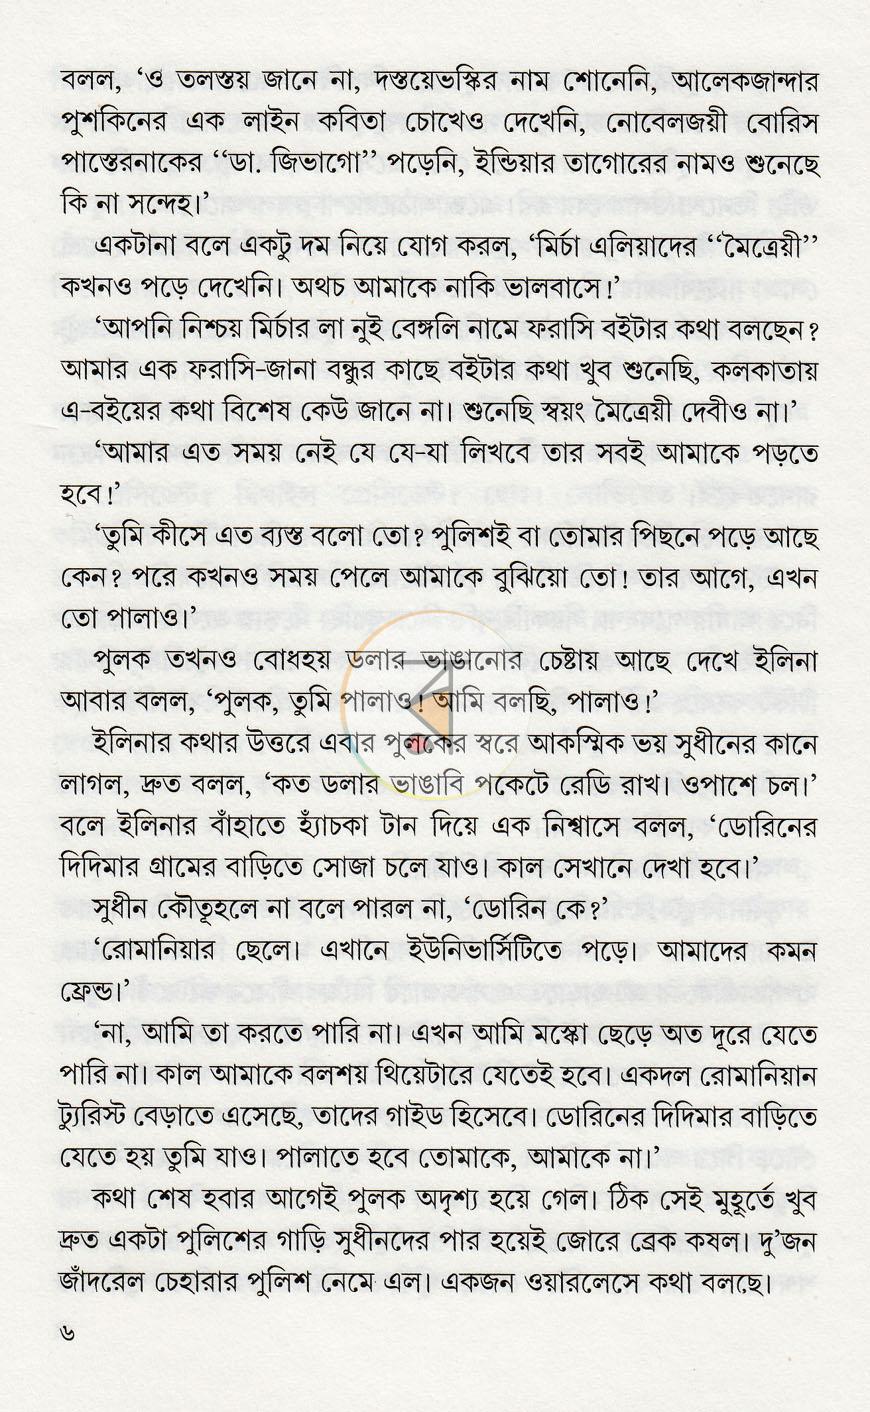 বলল, ‘ও তলস্তয় জানে না, দস্তয়েভস্কির নাম শোনেনি, আলেকজান্দার
পুশকিনের এক লাইন কবিতা চোখেও দেখেনি, নোবেলজয়ী বোরিস
পাস্তেরনাকের ‘‘ডা. জিভাগো’’ পড়েনি, ইন্ডিয়ার তাগোরের নামও শুনেছে
কি না সন্দেহ।’
একটানা বলে একটু দম নিয়ে যোগ করল, ‘মির্চা এলিয়াদের ‘‘মৈত্রেয়ী’’
কখনও পড়ে দেখেনি। অথচ আমাকে নাকি ভালবাসে!’
‘আপনি নিশ্চয় মির্চার লা নুই বেঙ্গলি নামে ফরাসি বইটার কথা বলছেন?
আমার এক ফরাসি-জানা বন্ধুর কাছে বইটার কথা খুব শুনেছি, কলকাতায়
এ-বইয়ের কথা বিশেষ কেউ জানে না। শুনেছি স্বয়ং মৈত্রেয়ী দেবীও না।’
‘আমার এত সময় নেই যে যে-যা লিখবে তার সবই আমাকে পড়তে
হবে!’
‘তুমি কীসে এত ব্যস্ত বলো তো? পুলিশই বা তোমার পিছনে পড়ে আছে
কেন? পরে কখনও সময় পেলে আমাকে বুঝিয়ো তো! তার আগে, এখন
তো পালাও।’
পুলক তখনও বোধহয় ডলার ভাঙানোর চেষ্টায় আছে দেখে ইলিনা
আবার বলল, ‘পুলক, তুমি পালাও! আমি বলছি, পালাও!’
ইলিনার কথার উত্তরে এবার পুলকের স্বরে আকস্মিক ভয় সুধীনের কানে
লাগল, দ্রুত বলল, ‘কত ডলার ভাঙাবি পকেটে রেডি রাখ। ওপাশে চল।’
বলে ইলিনার বাঁহাতে হ্যাঁচকা টান দিয়ে এক নিশ্বাসে বলল, ‘ডোরিনের
দিদিমার গ্রামের বাড়িতে সোজা চলে যাও। কাল সেখানে দেখা হবে।’
সুধীন কৌতূহলে না বলে পারল না, ‘ডোরিন কে?’
‘রোমানিয়ার ছেলে। এখানে ইউনিভার্সিটিতে পড়ে। আমাদের কমন
ফ্রেন্ড।’
‘না, আমি তা করতে পারি না। এখন আমি মস্কো ছেড়ে অত দূরে যেতে
পারি না। কাল আমাকে বলশয় থিয়েটারে যেতেই হবে। একদল রোমানিয়ান
ট্যুরিস্ট বেড়াতে এসেছে, তাদের গাইড হিসেবে। ডোরিনের দিদিমার বাড়িতে
যেতে হয় তুমি যাও। পালাতে হবে তোমাকে, আমাকে না।’
কথা শেষ হবার আগেই পুলক অদৃশ্য হয়ে গেল। ঠিক সেই মুহূর্তে খুব
দ্রুত একটা পুলিশের গাড়ি সুধীনদের পার হয়েই জোরে ব্রেক কষল। দু’জন
জাঁদরেল চেহারার পুলিশ নেমে এল। একজন ওয়ারলেসে কথা বলছে।
৬